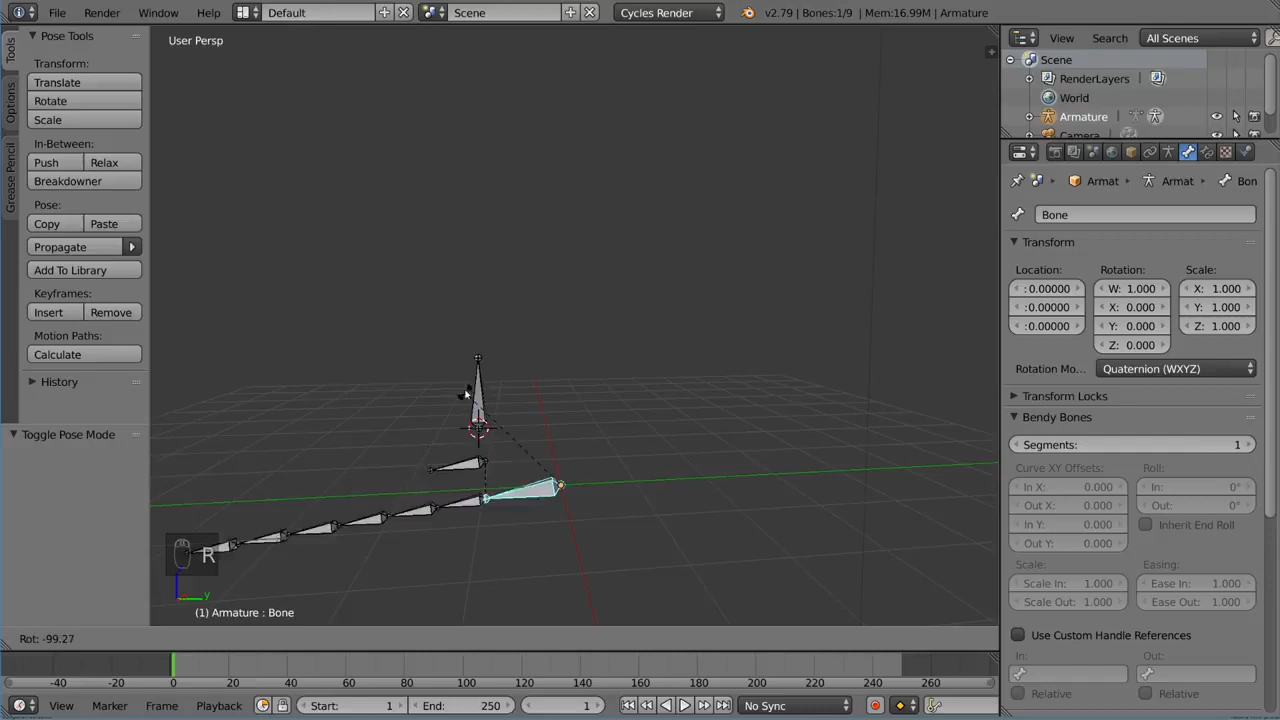 File Render Window Help Default Scene Cycles Render v2.79 | Bones:1/9 | Mem:16.99M | Armature
Tools
Options
Grease Pencil
Pose Tools
Transform:
Translate
Rotate
Scale
In-Between:
Push Relax
Breakdowner
Pose:
Copy Paste
Propagate
Add To Library
Keyframes:
Insert Remove
Motion Paths:
Calculate
History
Toggle Pose Mode
User Persp
R
y
(1) Armature : Bone
Rot: -99.27
View Search All Scenes
Scene
RenderLayers
World
Armature
Camera
Armat Armat Bon
Bone
Transform
Location: Rotation: Scale:
: 0.00000 W: 1.000 X: 1.000
: 0.00000 X: 0.000 Y: 1.000
: 0.00000 Y: 0.000 Z: 1.000
Z: 0.000
Rotation Mo... Quaternion (WXYZ)
Transform Locks
Bendy Bones
Segments: 1
Curve XY Offsets: Roll:
In X: 0.000 In: 0°
Out X: 0.000 Out: 0°
In Y: 0.000 Inherit End Roll
Out Y: 0.000
Scale: Easing:
Scale In: 1.000 Ease In: 1.000
Scale Out: 1.000 Ease Out: 1.000
Use Custom Handle References
In: Out:
Relative Relative
-40 -20 0 20 40 60 80 100 120 140 160 180 200 220 240 260
View Marker Frame Playback Start: 1 End: 250 1 No Sync